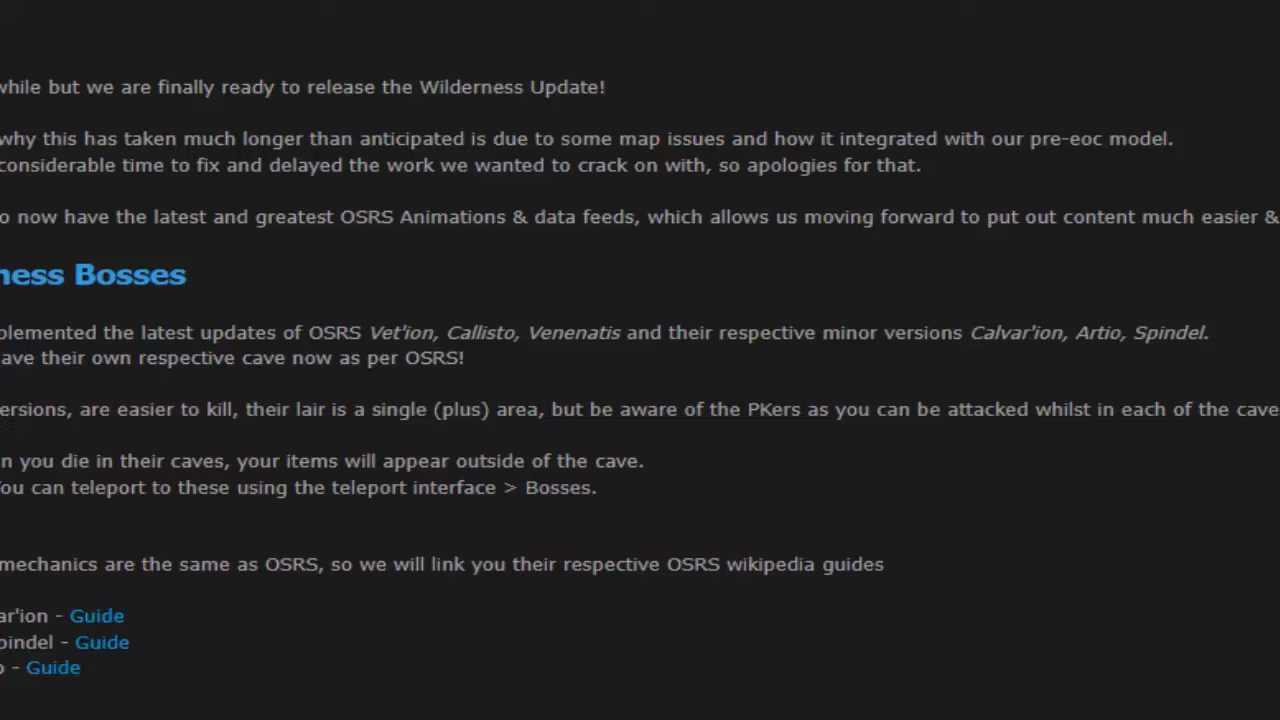 while but we are finally ready to release the Wilderness Update!
why this has taken much longer than anticipated is due to some map issues and how it integrated with our pre-eoc model.
considerable time to fix and delayed the work we wanted to crack on with, so apologies for that.
o now have the latest and greatest OSRS Animations & data feeds, which allows us moving forward to put out content much easier &
ness Bosses
plemented the latest updates of OSRS Vet'ion, Callisto, Venenatis and their respective minor versions Calvar'ion, Artio, Spindel.
ave their own respective cave now as per OSRS!
ersions, are easier to kill, their lair is a single (plus) area, but be aware of the PKers as you can be attacked whilst in each of the cave
n you die in their caves, your items will appear outside of the cave.
You can teleport to these using the teleport interface > Bosses.
mechanics are the same as OSRS, so we will link you their respective OSRS wikipedia guides
ar'ion - Guide
pindel - Guide
o - Guide